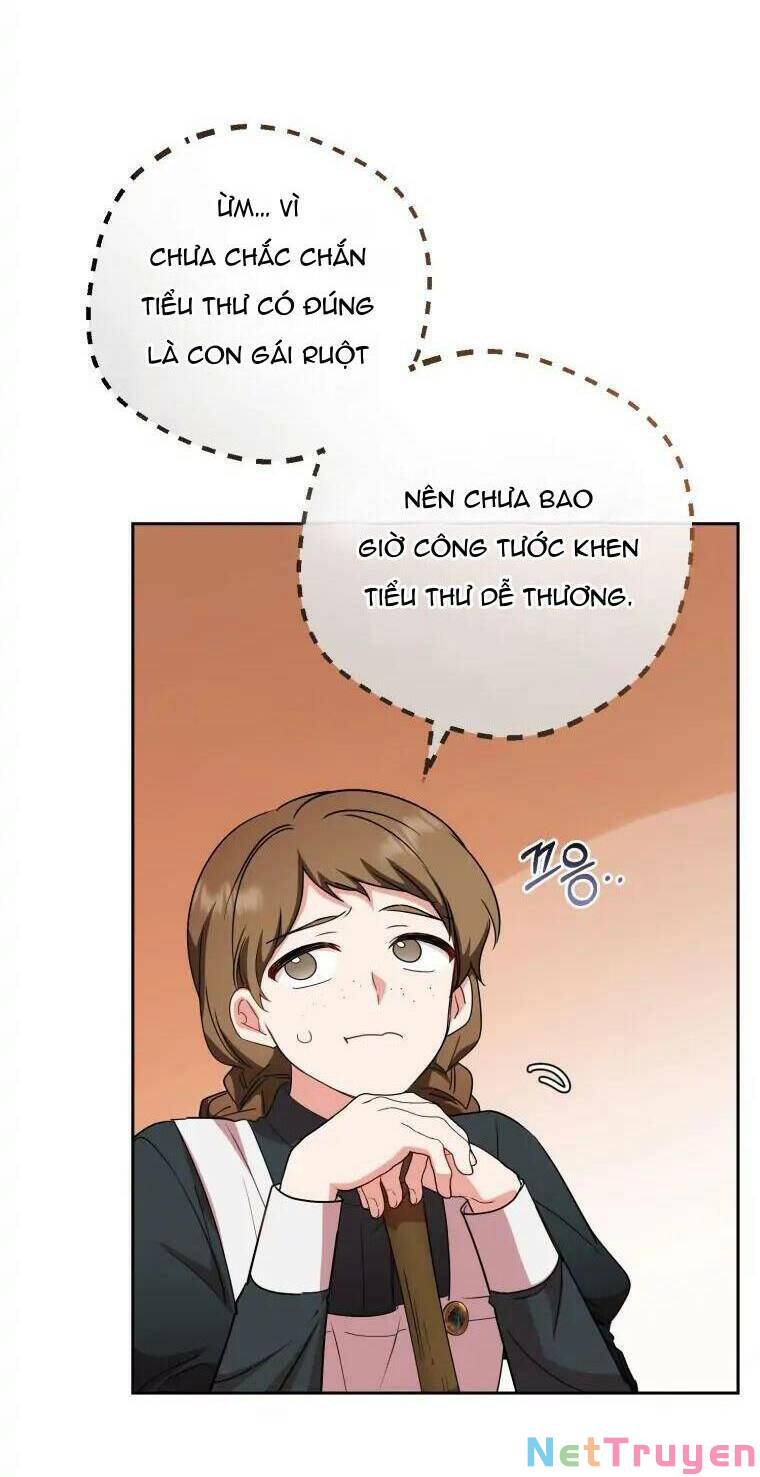 ỪM... VÌ
CHƯA CHẮC CHẮN
TIỂU THƯ CÓ ĐÚNG
LÀ CON GÁI RUỘT
NÊN CHƯA BAO
GIỜ CÔNG TƯỚC KHEN
TIỂU THƯ DỄ THƯƠNG.
끄응..
NetTruyen